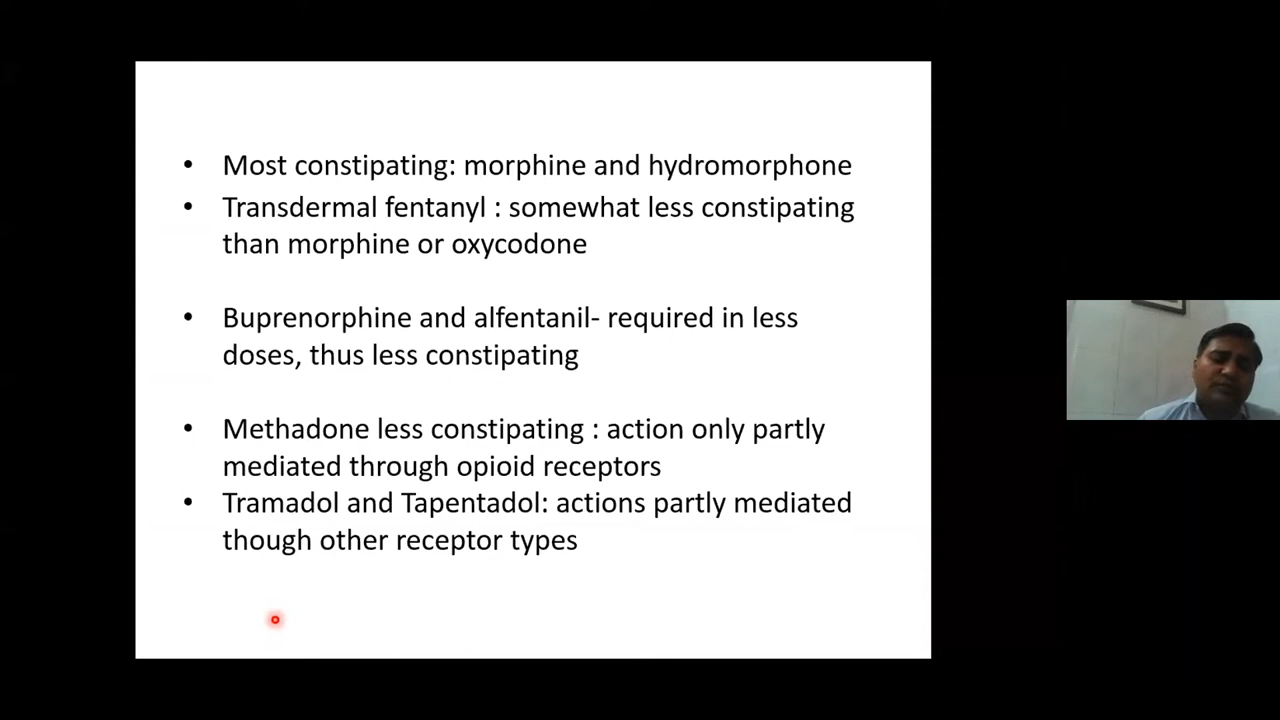 • Most constipating: morphine and hydromorphone
• Transdermal fentanyl : somewhat less constipating
than morphine or oxycodone
• Buprenorphine and alfentanil- required in less
doses, thus less constipating
• Methadone less constipating : action only partly
mediated through opioid receptors
• Tramadol and Tapentadol: actions partly mediated
though other receptor types